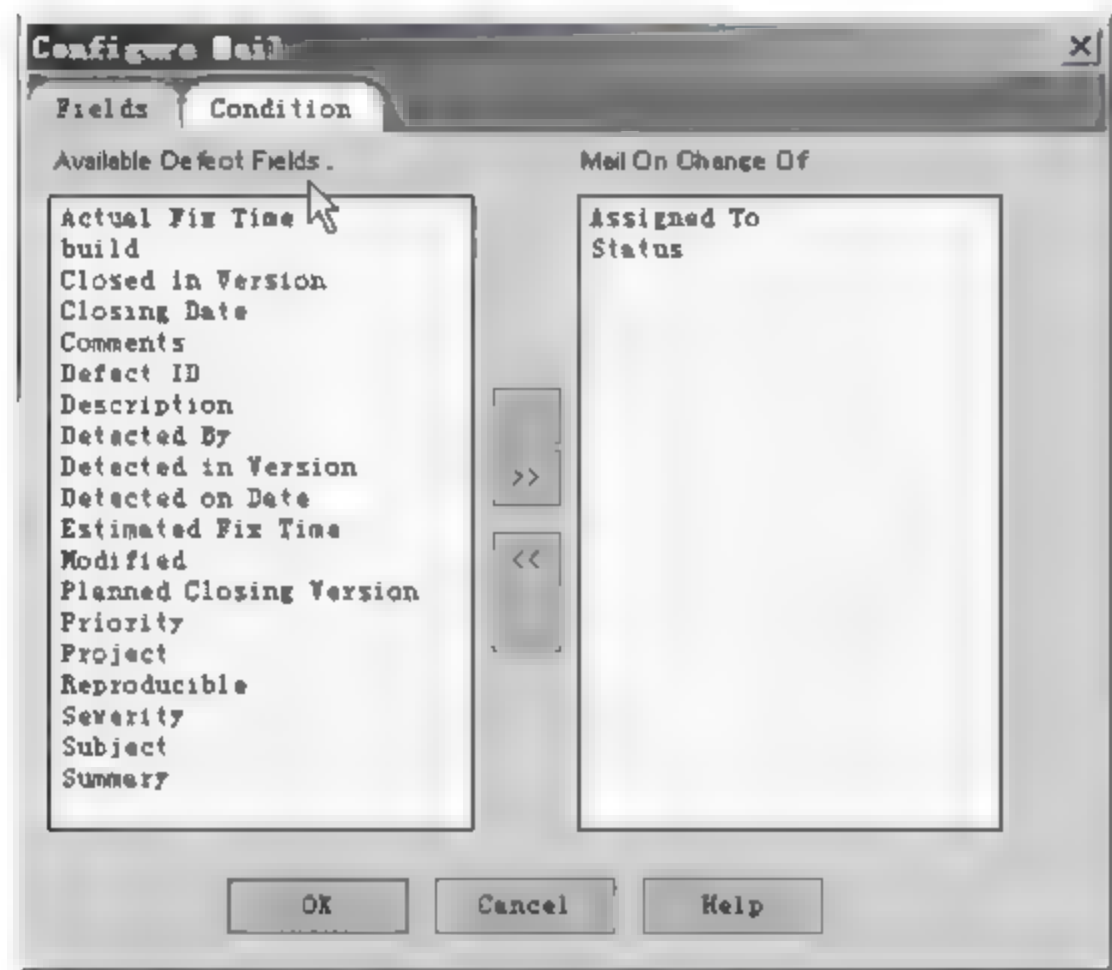 Configure Mail
Fields
Condition
Available Defect Fields.
Mail On Change Of
Actual Fix Time
build
Closed in Version
Closing Date
Comments
Defect ID
Description
Detected By
Detected in Version
Detected on Date
Estimated Fix Time
Modified
Planned Closing Version
Priority
Project
Reproducible
Severity
Subject
Summary
>>
<<
Assigned To
Status
OK
Cancel
Help